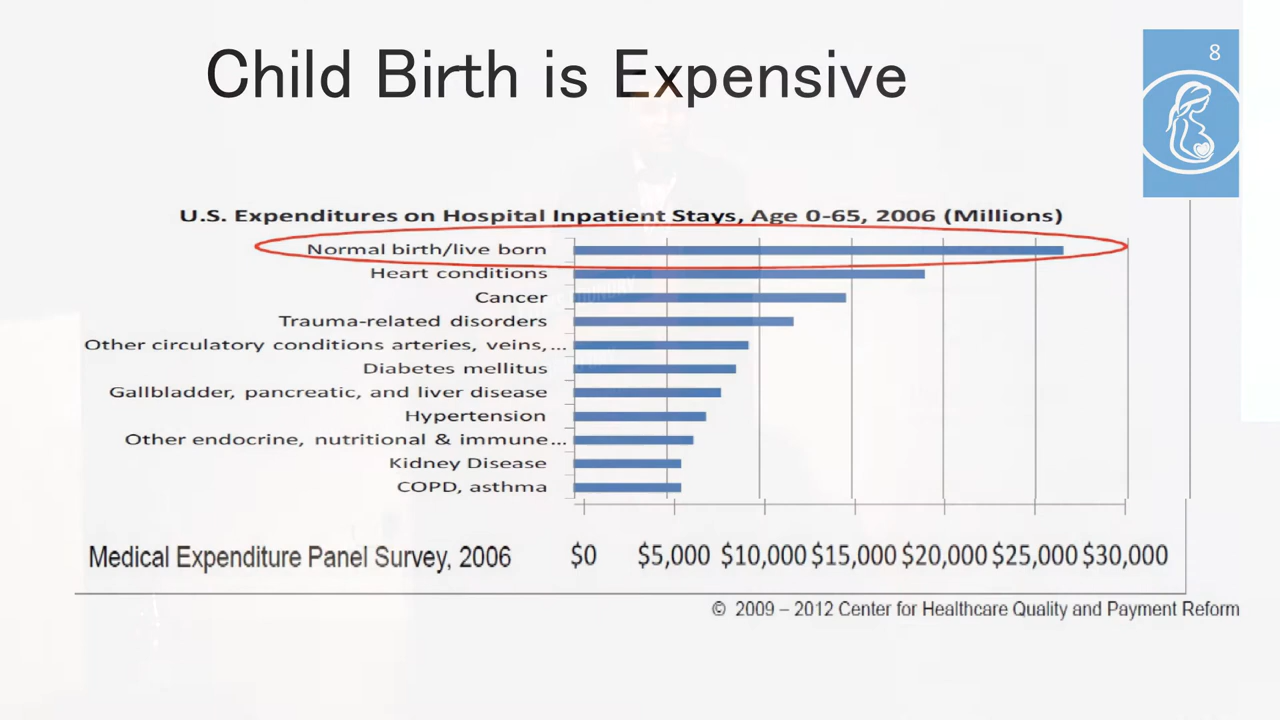 Child Birth is Expensive
8
U.S. Expenditures on Hospital Inpatient Stays, Age 0-65, 2006 (Millions)
Normal birth/live born
Heart conditions
Cancer
Trauma-related disorders
Other circulatory conditions arteries, veins,...
Diabetes mellitus
Gallbladder, pancreatic, and liver disease
Hypertension
Other endocrine, nutritional & immune...
Kidney Disease
COPD, asthma
Medical Expenditure Panel Survey, 2006 $0 $5,000 $10,000 $15,000 $20,000 $25,000 $30,000
© 2009 – 2012 Center for Healthcare Quality and Payment Reform